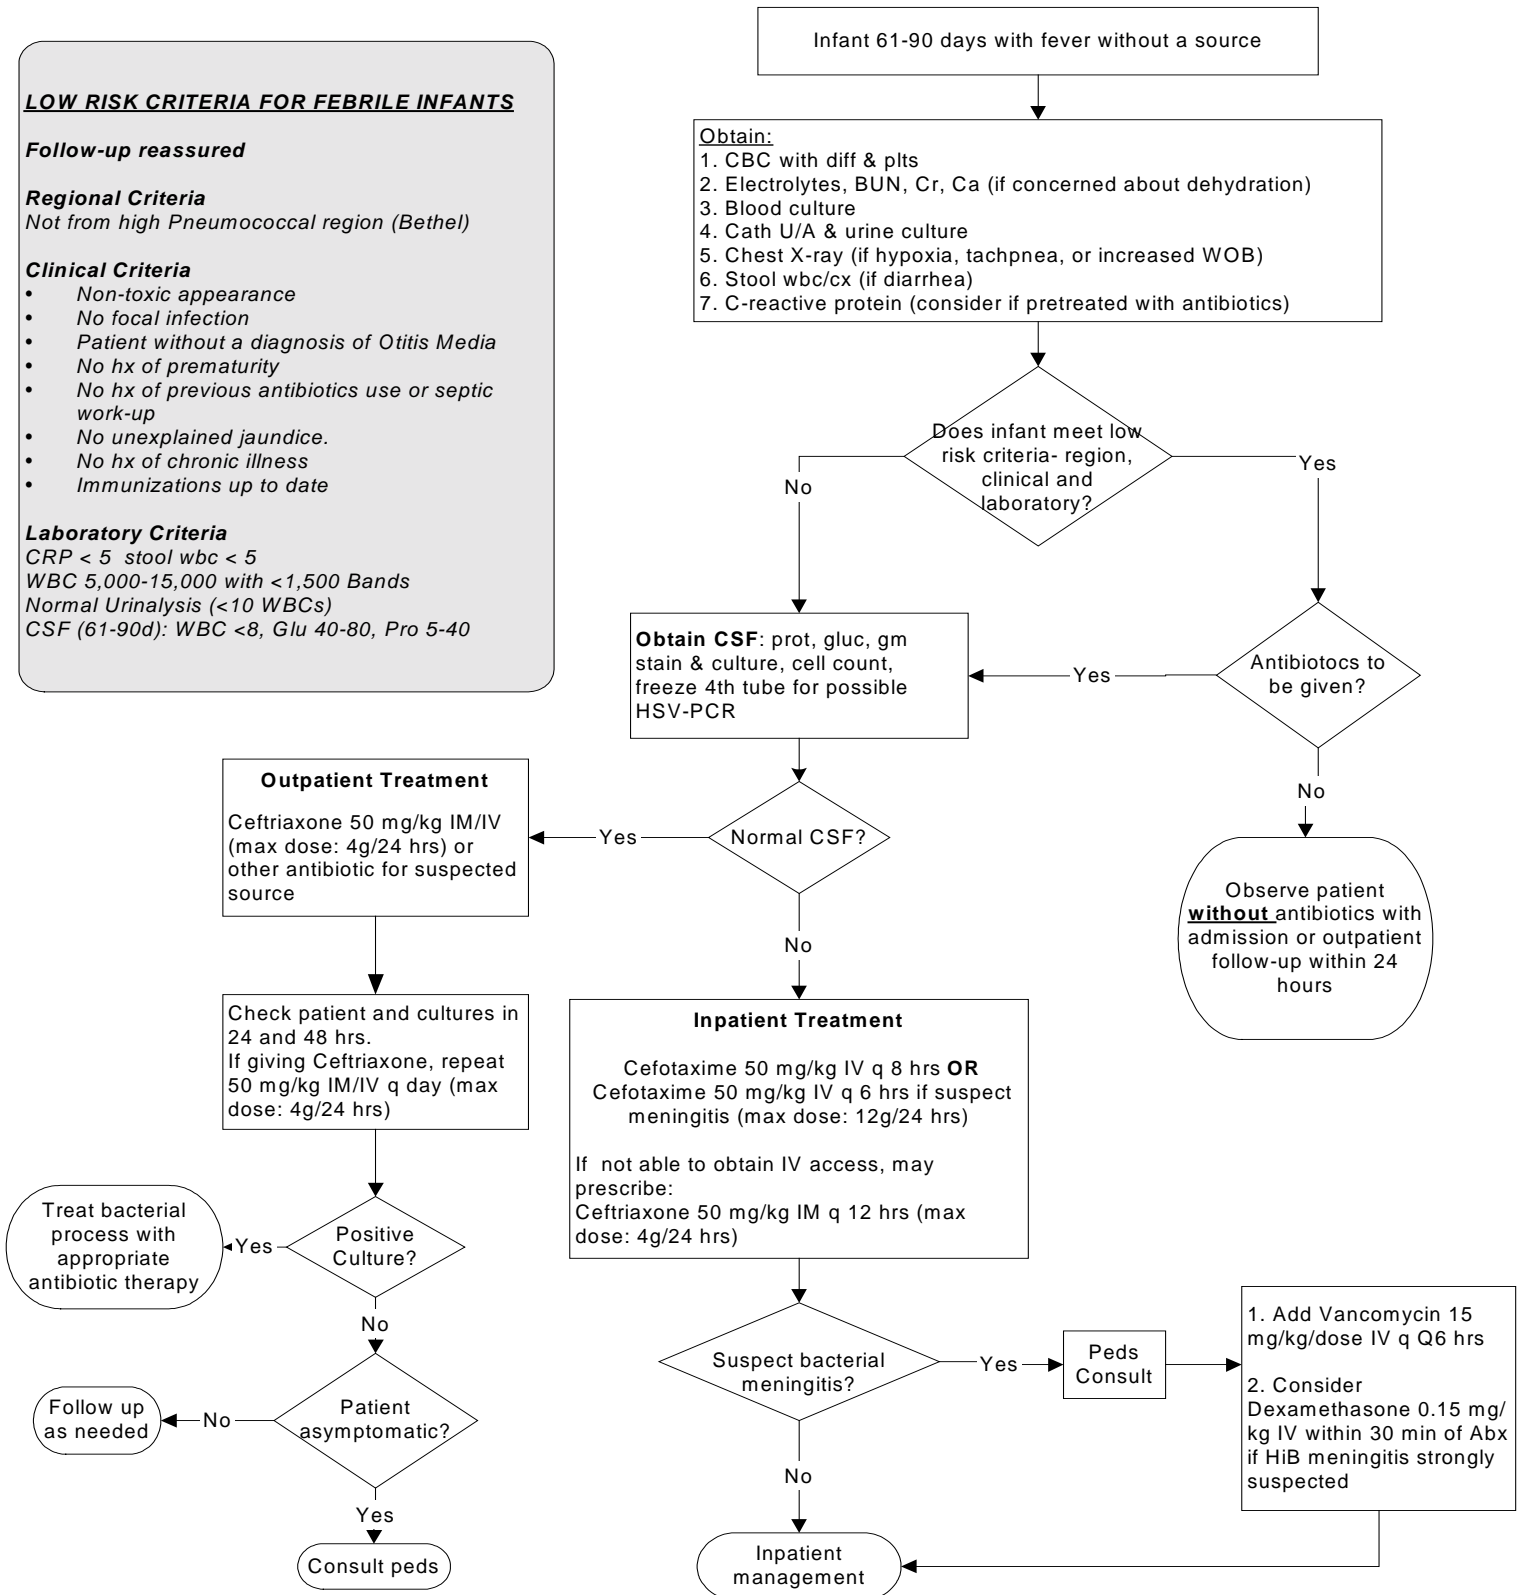 LOW RISK CRITERIA FOR FEBRILE INFANTS
Follow-up reassured
Regional Criteria
Not from high Pneumococcal region (Bethel)
Clinical Criteria
• Non-toxic appearance
• No focal infection
• Patient without a diagnosis of Otitis Media
• No hx of prematurity
• No hx of previous antibiotics use or septic
work-up
• No unexplained jaundice.
• No hx of chronic illness
• Immunizations up to date
Laboratory Criteria
CRP < 5 stool wbc < 5
WBC 5,000-15,000 with <1,500 Bands
Normal Urinalysis (<10 WBCs)
CSF (61-90d): WBC <8, Glu 40-80, Pro 5-40
Infant 61-90 days with fever without a source
Obtain:
1. CBC with diff & plts
2. Electrolytes, BUN, Cr, Ca (if concerned about dehydration)
3. Blood culture
4. Cath U/A & urine culture
5. Chest X-ray (if hypoxia, tachpnea, or increased WOB)
6. Stool wbc/cx (if diarrhea)
7. C-reactive protein (consider if pretreated with antibiotics)
Does infant meet low
risk criteria- region,
clinical and
laboratory?
No
Yes
Antibiotocs to
be given?
Yes
No
Observe patient
without antibiotics with
admission or outpatient
follow-up within 24
hours
Obtain CSF: prot, gluc, gm
stain & culture, cell count,
freeze 4th tube for possible
HSV-PCR
Normal CSF?
Yes
No
Outpatient Treatment
Ceftriaxone 50 mg/kg IM/IV
(max dose: 4g/24 hrs) or
other antibiotic for suspected
source
Check patient and cultures in
24 and 48 hrs.
If giving Ceftriaxone, repeat
50 mg/kg IM/IV q day (max
dose: 4g/24 hrs)
Positive
Culture?
Yes
Treat bacterial
process with
appropriate
antibiotic therapy
No
Patient
asymptomatic?
No
Follow up
as needed
Yes
Consult peds
Inpatient Treatment
Cefotaxime 50 mg/kg IV q 8 hrs OR
Cefotaxime 50 mg/kg IV q 6 hrs if suspect
meningitis (max dose: 12g/24 hrs)
If not able to obtain IV access, may
prescribe:
Ceftriaxone 50 mg/kg IM q 12 hrs (max
dose: 4g/24 hrs)
Suspect bacterial
meningitis?
Yes
Peds
Consult
1. Add Vancomycin 15
mg/kg/dose IV q Q6 hrs
2. Consider
Dexamethasone 0.15 mg/
kg IV within 30 min of Abx
if HiB meningitis strongly
suspected
No
Inpatient
management